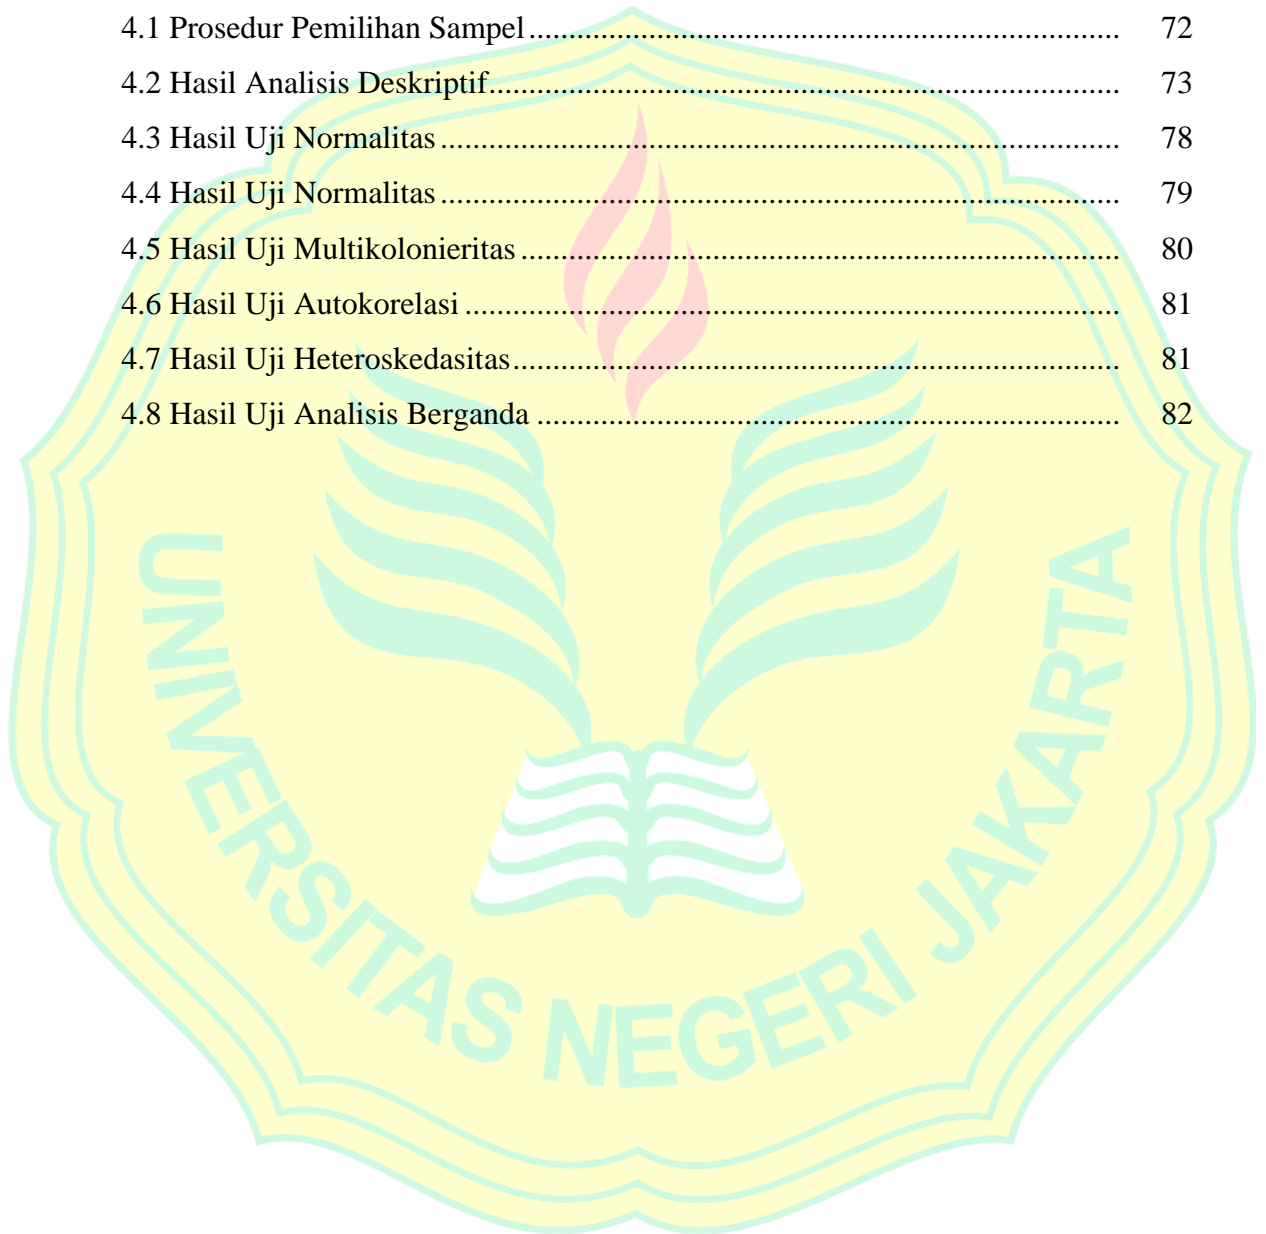 4.1 Prosedur Pemilihan Sampel ........................................................................... 72
4.2 Hasil Analisis Deskriptif................................................................................ 73
4.3 Hasil Uji Normalitas ...................................................................................... 78
4.4 Hasil Uji Normalitas ...................................................................................... 79
4.5 Hasil Uji Multikolonieritas ............................................................................ 80
4.6 Hasil Uji Autokorelasi ................................................................................... 81
4.7 Hasil Uji Heteroskedasitas............................................................................. 81
4.8 Hasil Uji Analisis Berganda .......................................................................... 82
UNIVERSITAS NEGERI JAKARTA